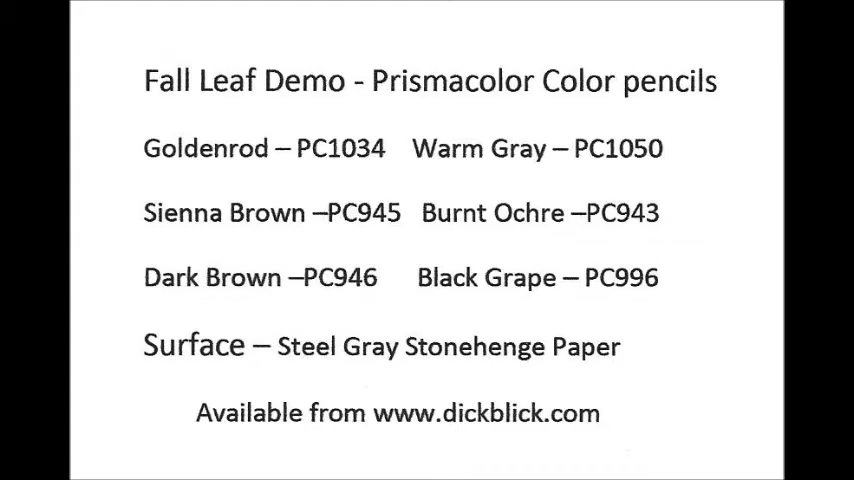 Fall Leaf Demo - Prismacolor Color pencils
Goldenrod – PC1034 Warm Gray – PC1050
Sienna Brown –PC945 Burnt Ochre –PC943
Dark Brown –PC946 Black Grape – PC996
Surface – Steel Gray Stonehenge Paper
Available from www.dickblick.com